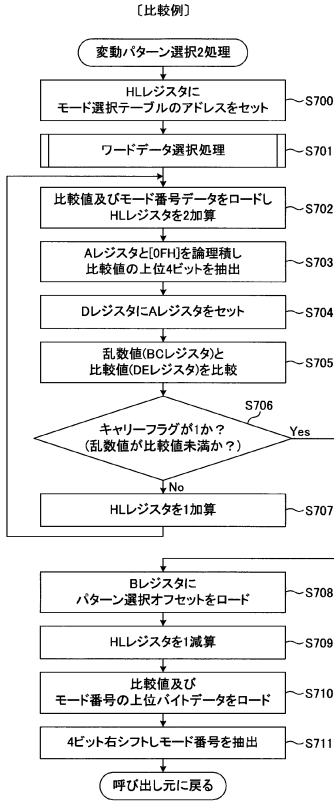 〔比較例〕
変動パターン選択2処理
HLレジスタに
モード選択テーブルのアドレスをセット
S700
ワードデータ選択処理
S701
比較値及びモード番号データをロードし
HLレジスタを2加算
S702
Aレジスタと[0FH]を論理積し
比較値の上位4ビットを抽出
S703
DレジスタにAレジスタをセット
S704
乱数値(BCレジスタ)と
比較値(DEレジスタ)を比較
S705
S706
キャリーフラグが1か?
(乱数値が比較値未満か?)
Yes
No
HLレジスタを1加算
S707
Bレジスタに
パターン選択オフセットをロード
S708
HLレジスタを1減算
S709
比較値及び
モード番号の上位バイトデータをロード
S710
4ビット右シフトしモード番号を抽出
S711
呼び出し元に戻る